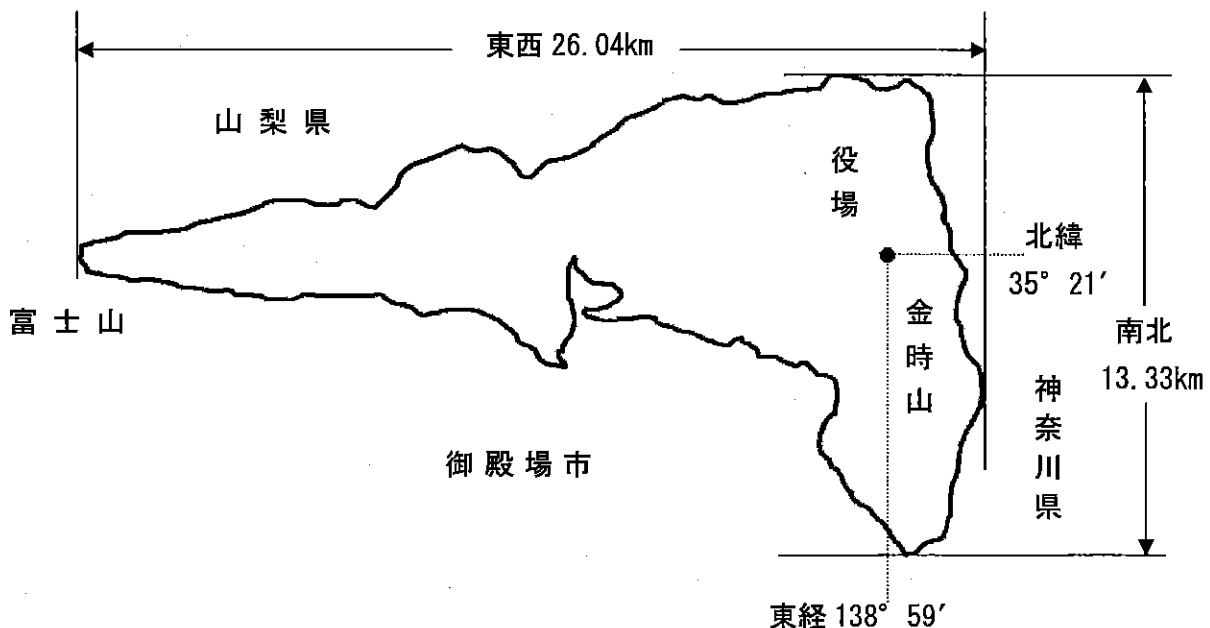 東西 26.04km
山梨県
役場
北緯
35° 21′
富士山
金時山
南北
13.33km
神奈川県
御殿場市
東経 138° 59′